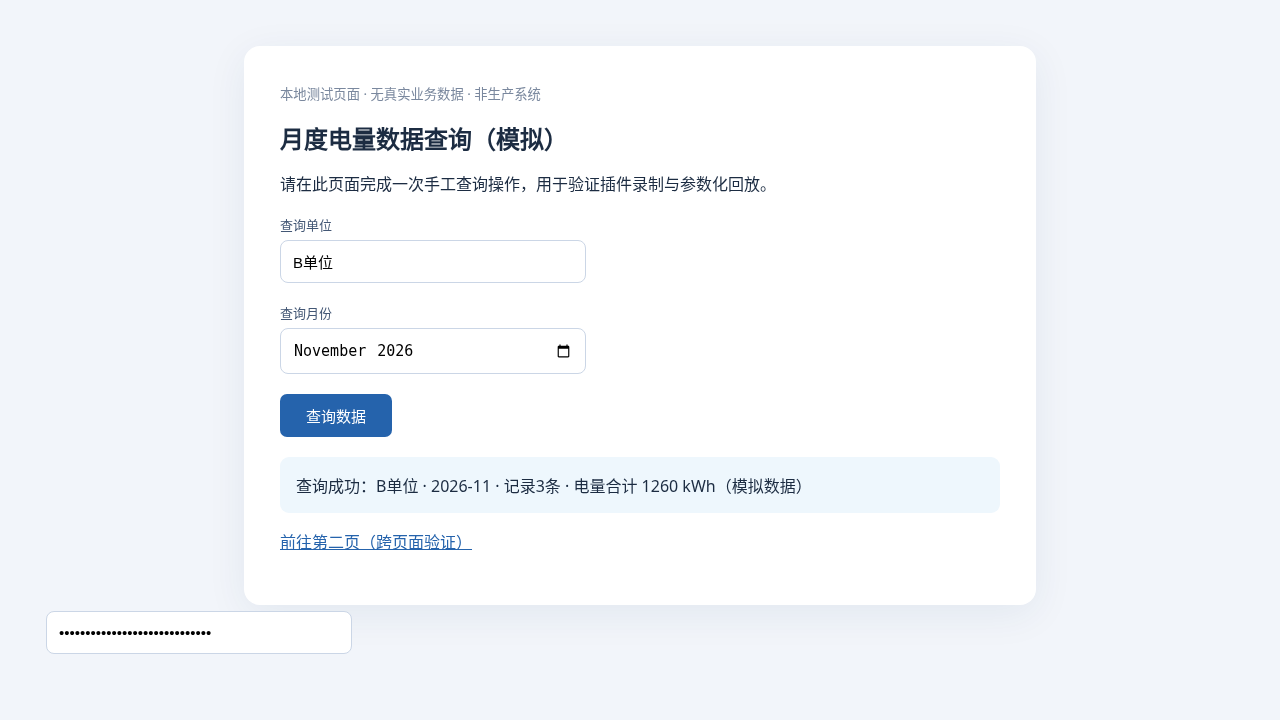 本地测试页面 · 无真实业务数据 · 非生产系统
月度电量数据查询（模拟）
请在此页面完成一次手工查询操作，用于验证插件录制与参数化回放。
查询单位
B单位
查询月份
November 2026
查询数据
查询成功：B单位 · 2026-11 · 记录3条 · 电量合计 1260 kWh（模拟数据）
前往第二页（跨页面验证）
•••••••••••••••••••••••••••••